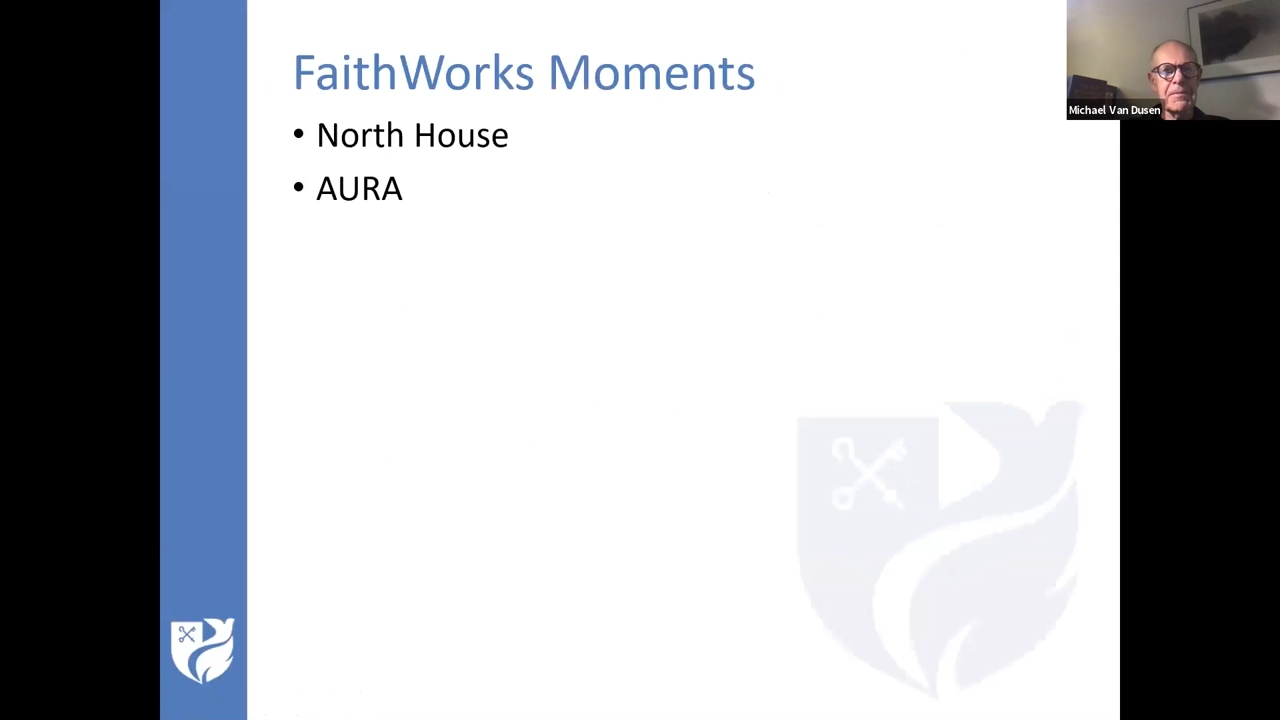 FaithWorks Moments
• North House
• AURA
Michael Van Dusen